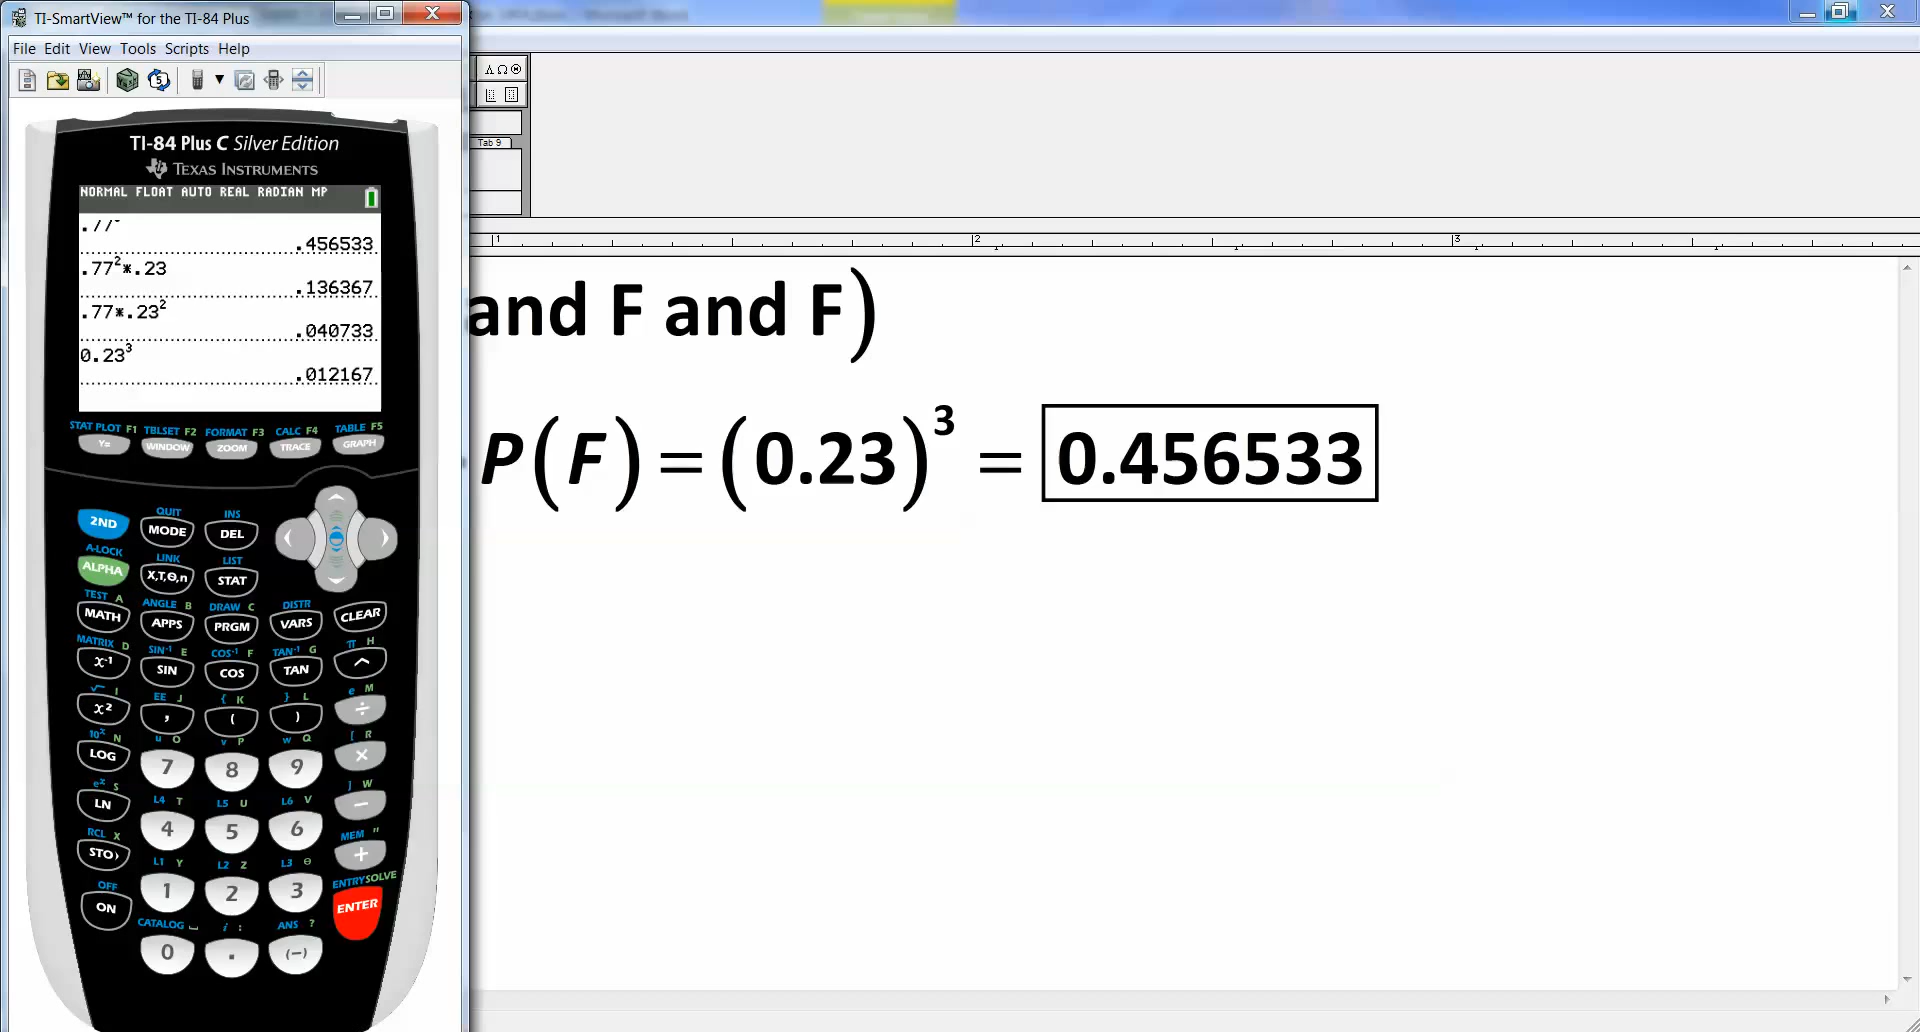 TI-SmartView™ for the TI-84 Plus
File Edit View Tools Scripts Help
TI-84 Plus C Silver Edition
TEXAS INSTRUMENTS
NORMAL FLOAT AUTO REAL RADIAN MP
.456533
.77²*.23
.136367
.77*.23²
.040733
0.23³
.012167
STAT PLOT F1 TBLSET F2 FORMAT F3 CALC F4 TABLE F5
Y= WINDOW ZOOM TRACE GRAPH
QUIT INS
2ND MODE DEL
A-LOCK LINK LIST
ALPHA X,T,Θ,n STAT
TEST A ANGLE B DRAW C DISTR
MATH APPS PRGM VARS CLEAR
MATRIX D SIN⁻¹ E COS⁻¹ F TAN⁻¹ G π H
x⁻¹ SIN COS TAN ^
√ I EE J { K } L e M
x² , ( ) ÷
10ˣ N u O v P w Q [ R
LOG 7 8 9 ×
eˣ S L4 T L5 U L6 V ] W
LN 4 5 6 −
RCL X L1 Y L2 Z L3 Θ MEM "
STO› 1 2 3 +
OFF CATALOG ⎵ i : ANS ? ENTRY SOLVE
ON 0 . (−) ENTER
Λ Ω ⊗
Tab 9
1 2 3
and F and F)
P(F) = (0.23)³ = 0.456533